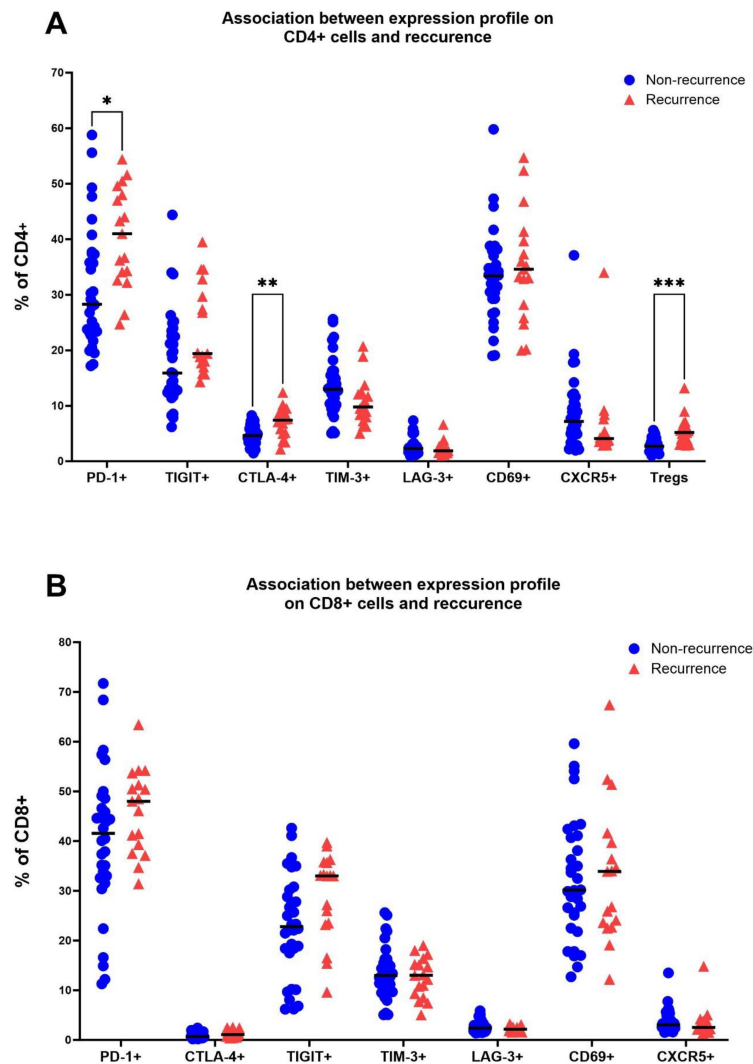 A
Association between expression profile on
CD4+ cells and reccurence
Non-recurrence
Recurrence
% of CD4+
70
60
50
40
30
20
10
0
*
**
***
PD-1+ TIGIT+ CTLA-4+ TIM-3+ LAG-3+ CD69+ CXCR5+ Tregs
B
Association between expression profile
on CD8+ cells and reccurence
Non-recurrence
Recurrence
% of CD8+
80
70
60
50
40
30
20
10
0
PD-1+ CTLA-4+ TIGIT+ TIM-3+ LAG-3+ CD69+ CXCR5+